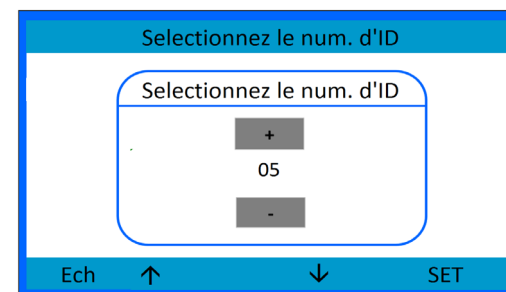 Selectionnez le num. d'ID
Selectionnez le num. d'ID
+
05
-
Ech ↑ ↓ SET